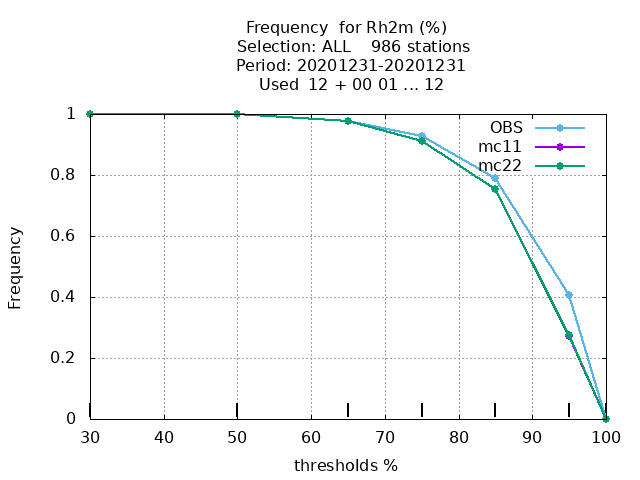 Frequency  for Rh2m (%)
Selection: ALL    986 stations
Period: 20201231-20201231
Used  12 + 00 01 ... 12
OBS
mc11
mc22
1
0.8
0.6
0.4
0.2
0
Frequency
30 40 50 60 70 80 90 100
thresholds %